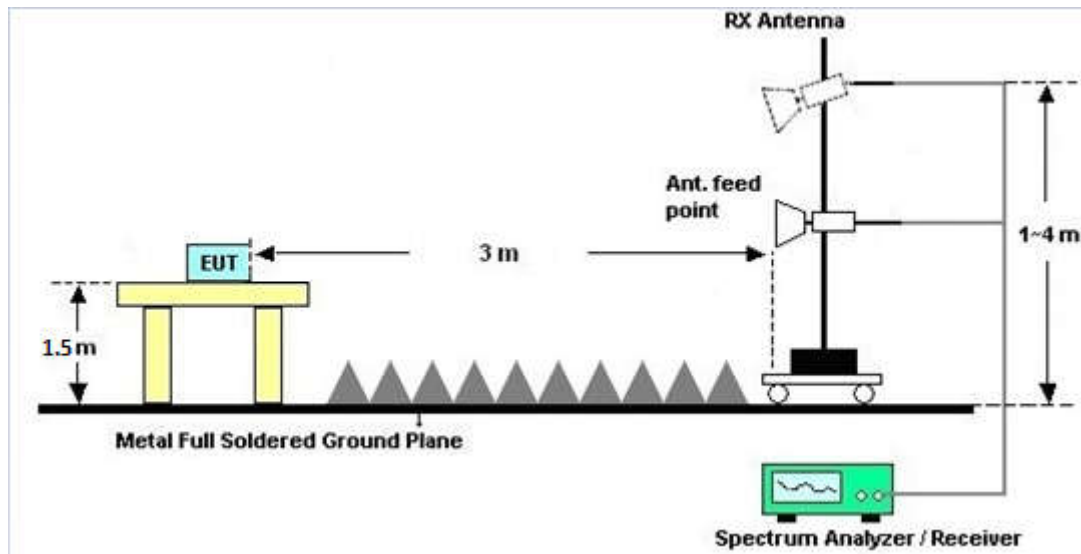 RX Antenna
Ant. feed
point
1~4 m
3 m
EUT
1.5 m
Metal Full Soldered Ground Plane
Spectrum Analyzer / Receiver